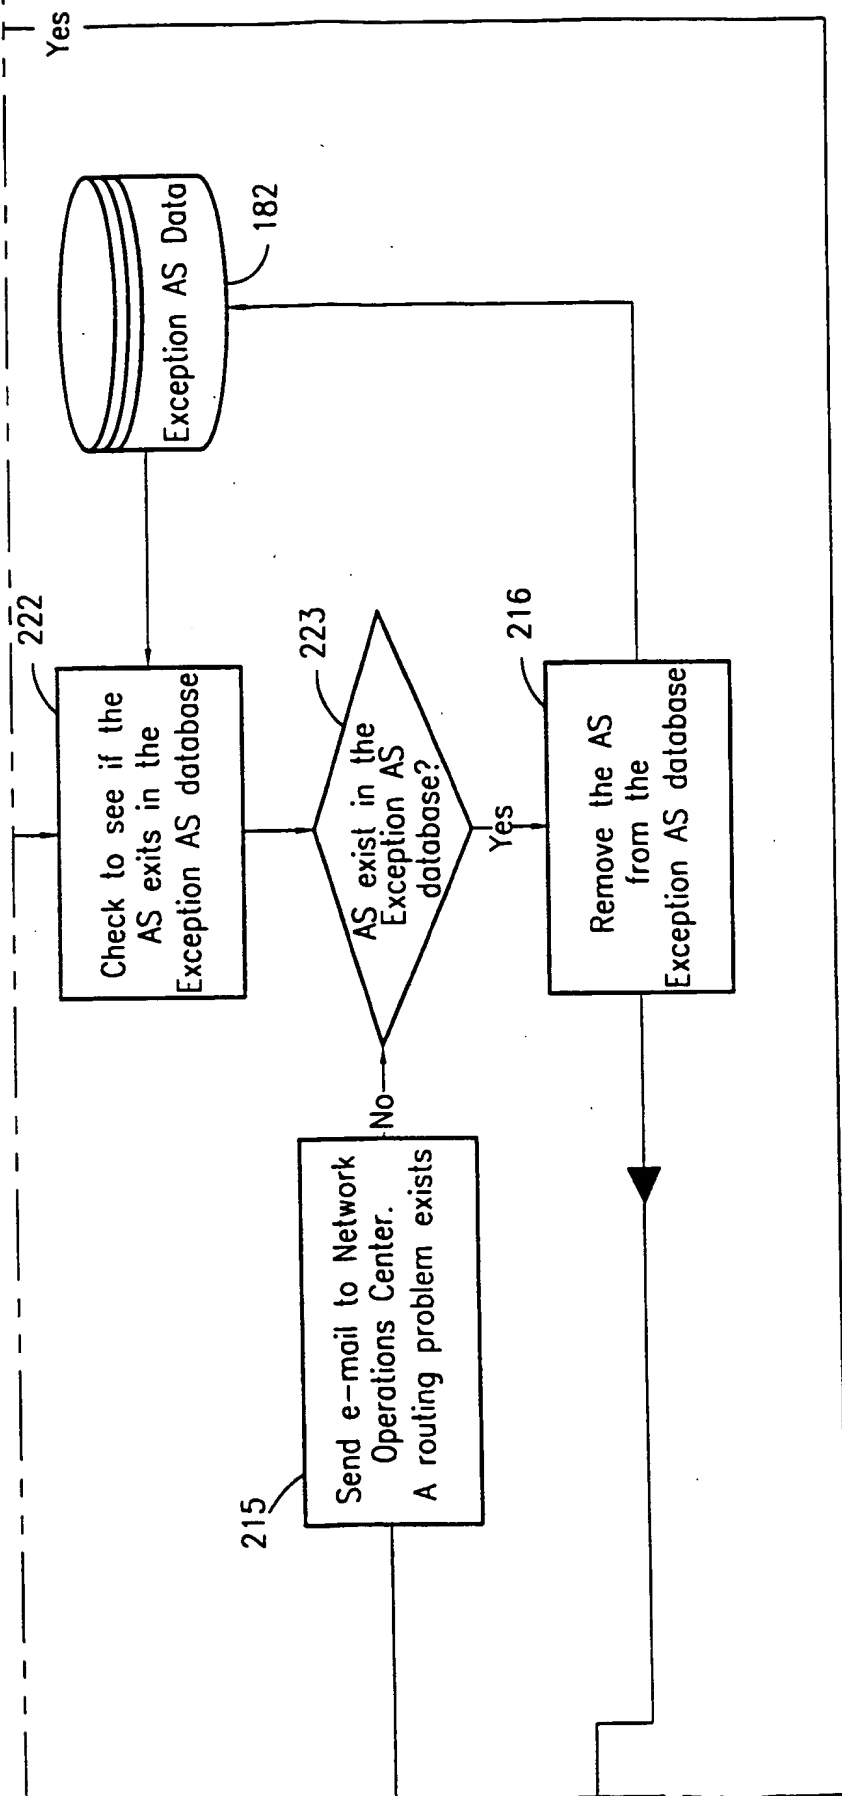 Yes
Exception AS Data
182
222
Check to see if the
AS exits in the
Exception AS database
223
AS exist in the
Exception AS
database?
Yes
216
Remove the AS
from the
Exception AS database
No
215
Send e-mail to Network
Operations Center.
A routing problem exists